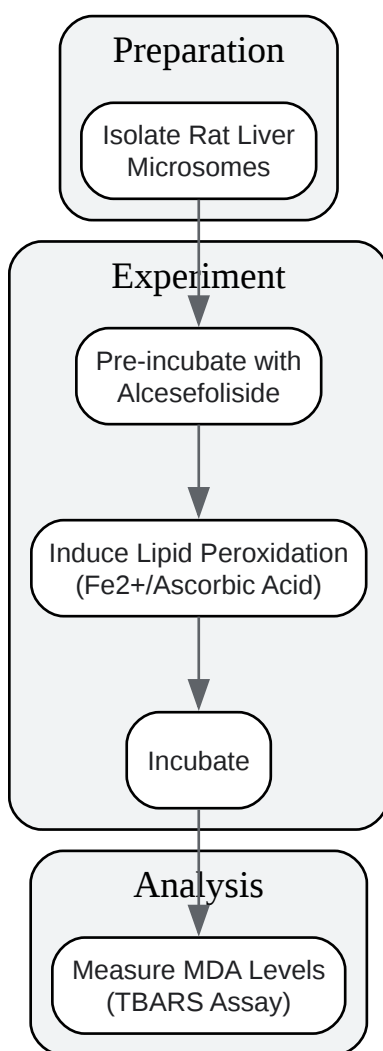 Preparation
Isolate Rat Liver
Microsomes
Experiment
Pre-incubate with
Alcesefoliside
Induce Lipid Peroxidation
(Fe2+/Ascorbic Acid)
Incubate
Analysis
Measure MDA Levels
(TBARS Assay)